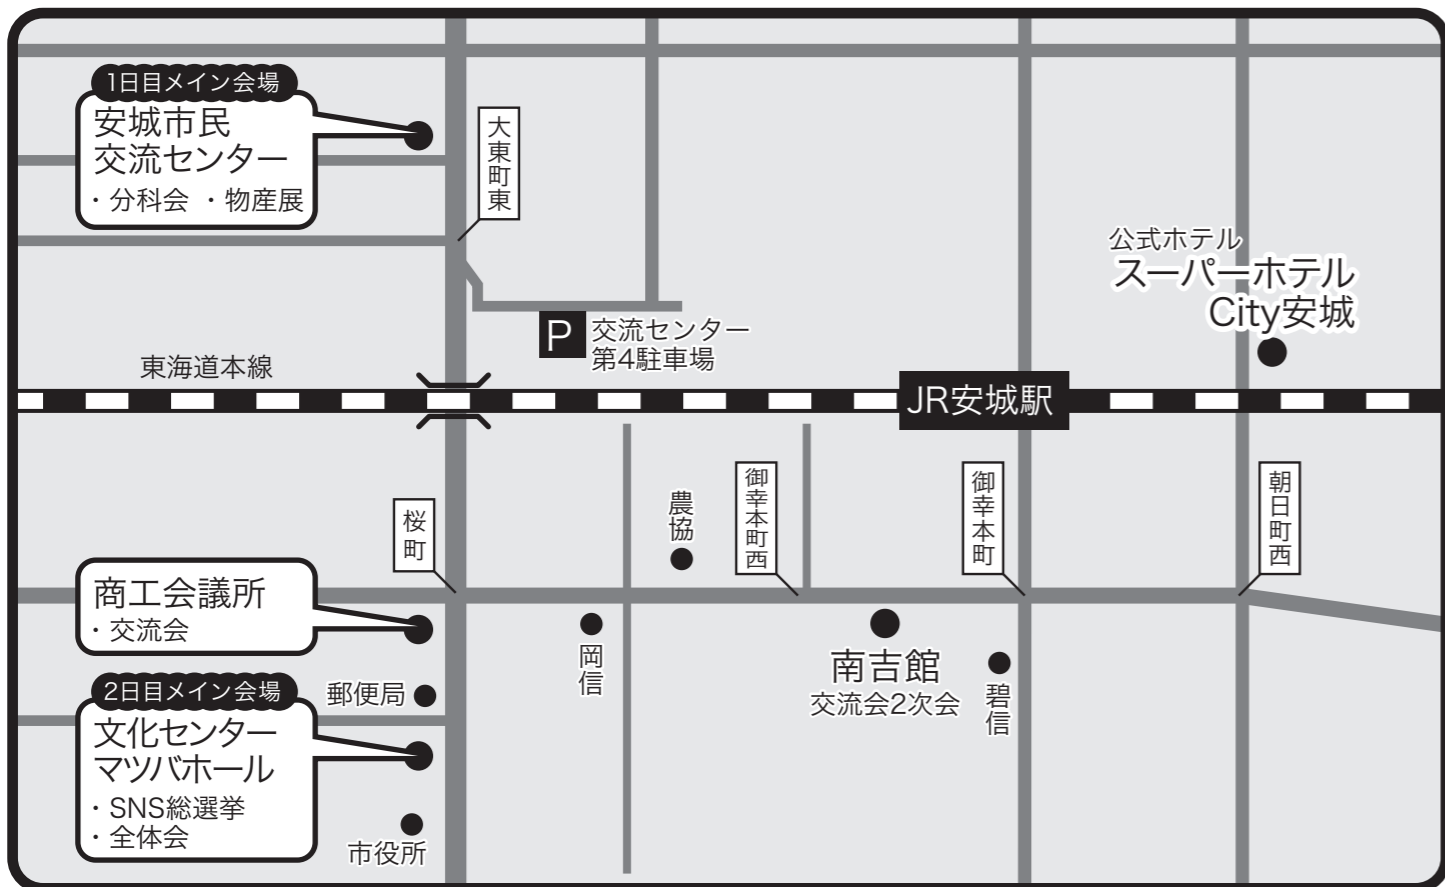 1日目メイン会場
安城市民
交流センター
・分科会 ・物産展
大東町東
公式ホテル
スーパーホテル
City安城
P
交流センター
第4駐車場
東海道本線
JR安城駅
桜町
農協
御幸本町西
御幸本町
朝日町西
商工会議所
・交流会
岡信
南吉館
交流会2次会
碧信
2日目メイン会場
郵便局
文化センター
マツバホール
・SNS総選挙
・全体会
市役所